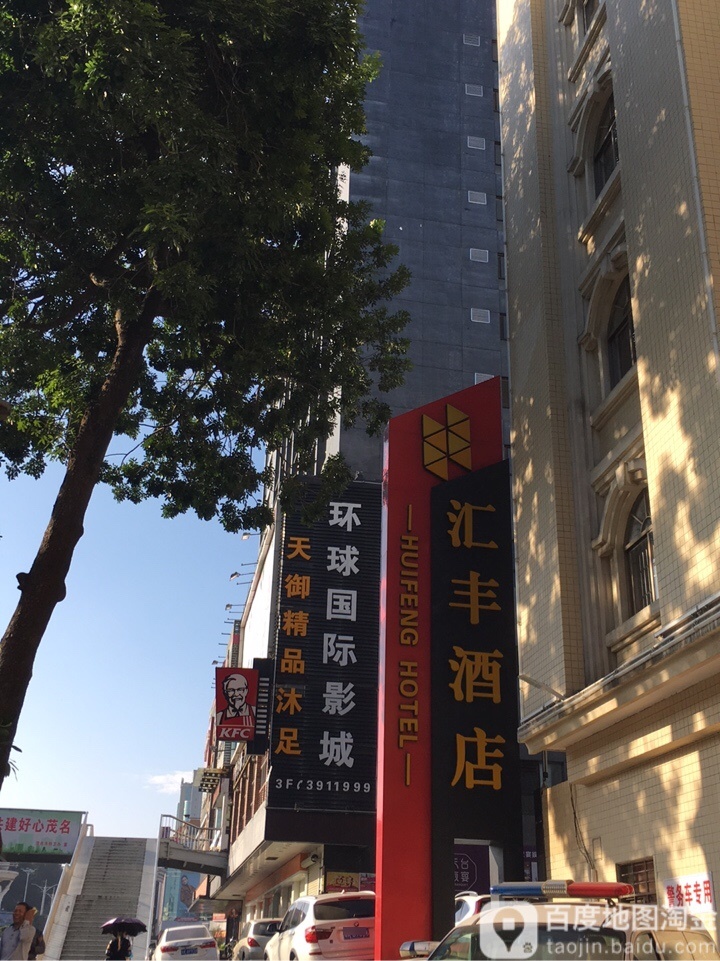 汇丰酒店
HUIFENG HOTEL
环球国际影城
天御精品沐足
3F 3911999
KFC
共建好心茂名
警务车专用
百度地图淘金
taojin.baidu.com